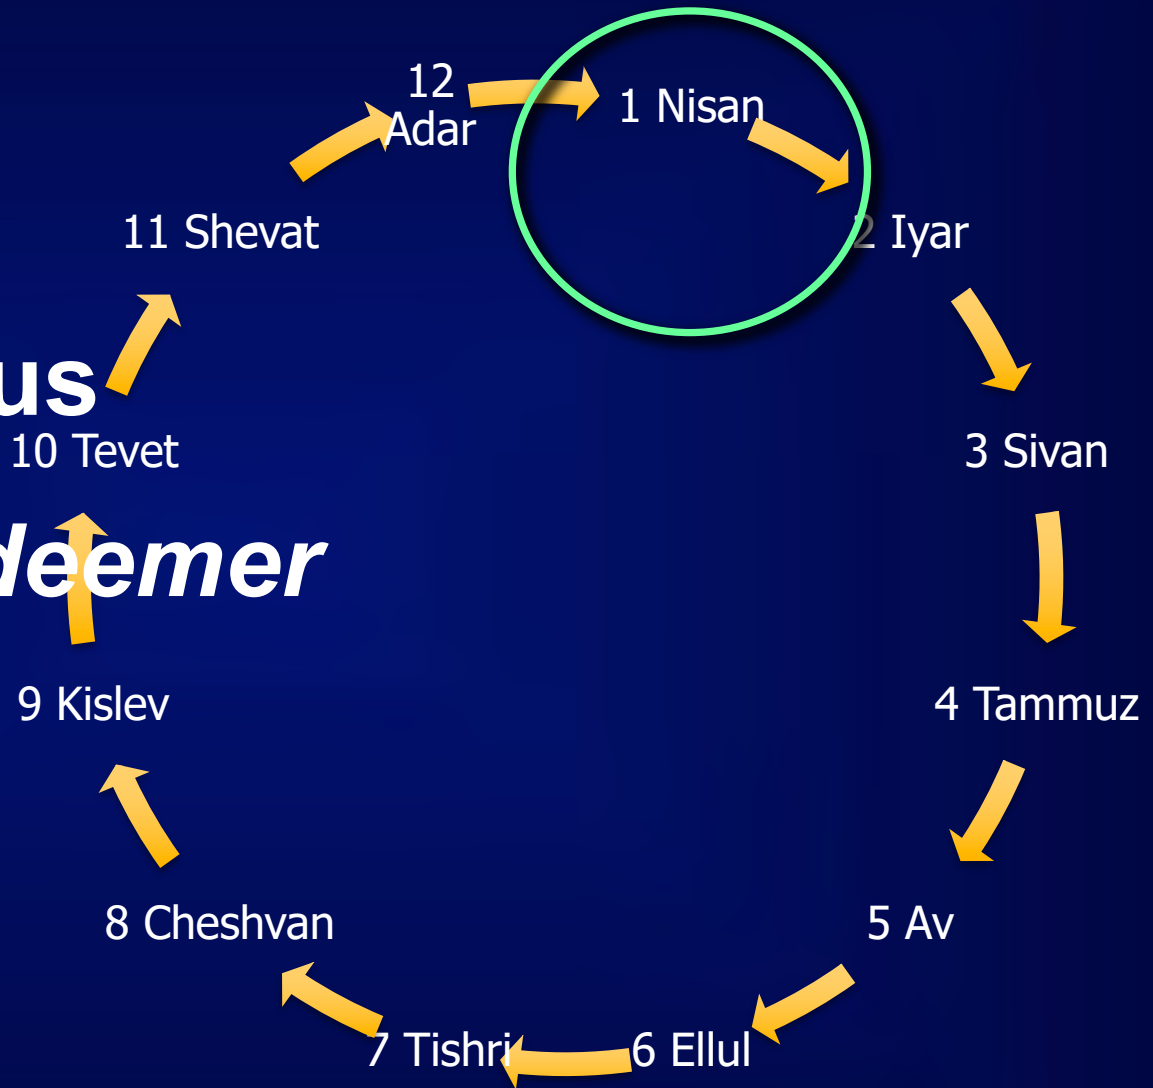 12
Adar
1 Nisan
2 Iyar
3 Sivan
4 Tammuz
5 Av
6 Ellul
7 Tishri
8 Cheshvan
9 Kislev
10 Tevet
11 Shevat
us
deemer